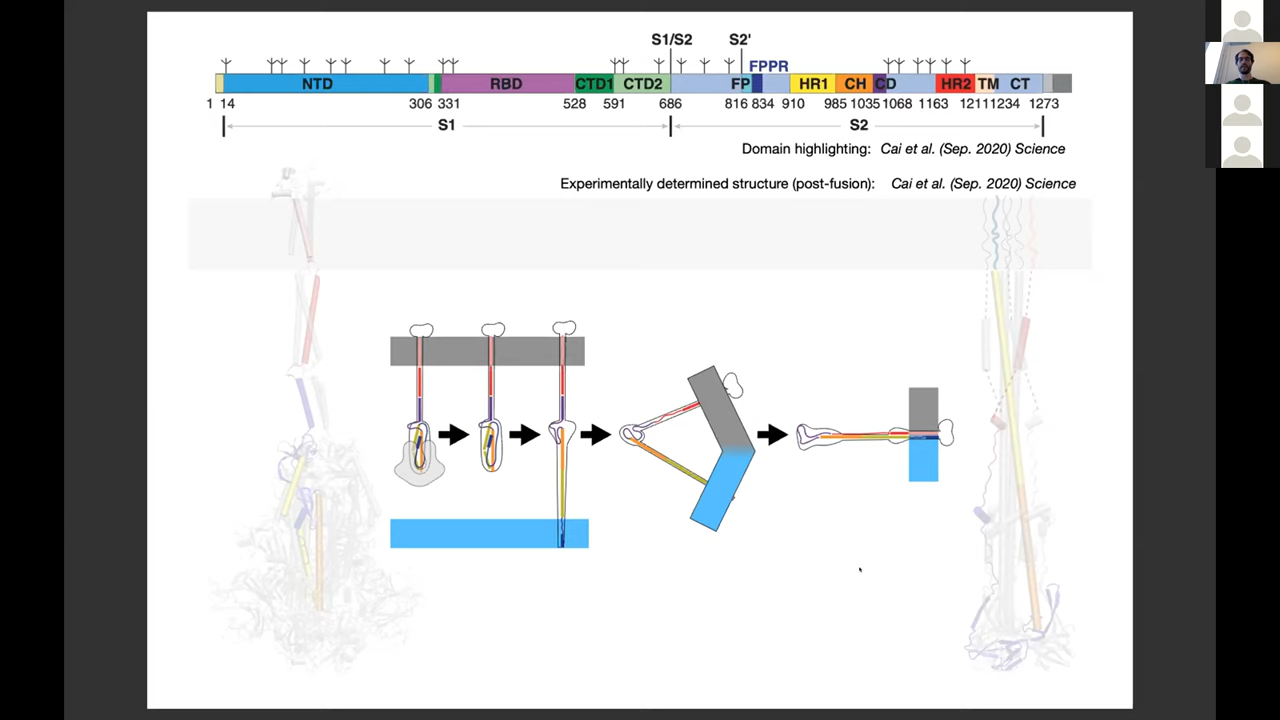 S1/S2 S2'
FPPR
NTD RBD CTD1 CTD2 FP HR1 CH CD HR2 TM CT
1 14 306 331 528 591 686 816 834 910 985 1035 1068 1163 1211 1234 1273
S1 S2
Domain highlighting: Cai et al. (Sep. 2020) Science
Experimentally determined structure (post-fusion): Cai et al. (Sep. 2020) Science